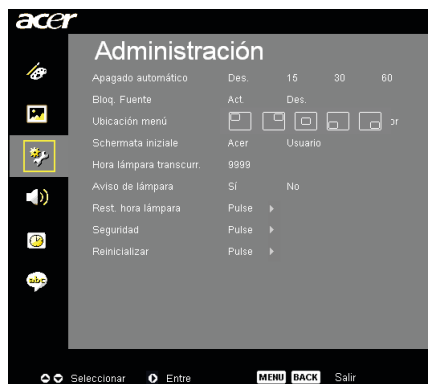 acer
Administración
Apagado automático Des. 15 30 60
Bloq. Fuente Act. Des.
Ubicación menú or
Schermata iniziale Acer Usuario
Hora lámpara transcurr. 9999
Aviso de lámpara Sí No
Rest. hora lámpara Pulse
Seguridad Pulse
Reinicializar Pulse
abc
Seleccionar Entre MENU BACK Salir